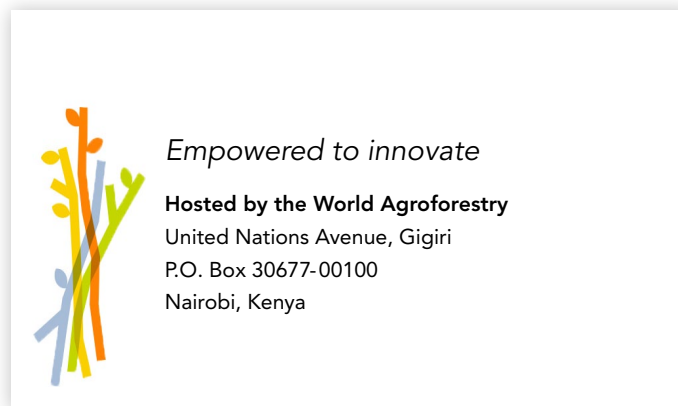 Empowered to innovate
Hosted by the World Agroforestry
United Nations Avenue, Gigiri
P.O. Box 30677-00100
Nairobi, Kenya